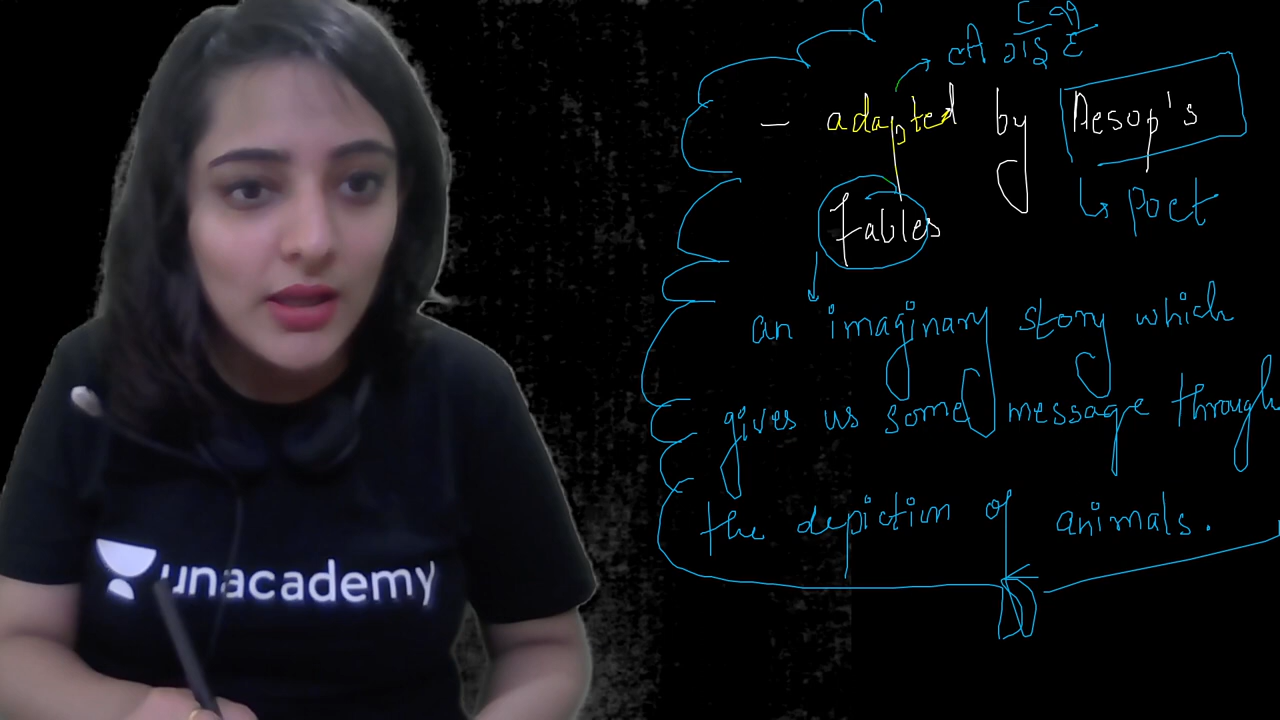 - adapted by Aesop's
↳ poet
Fables
an imaginary story which
gives us some message through
the depiction of animals.
unacademy